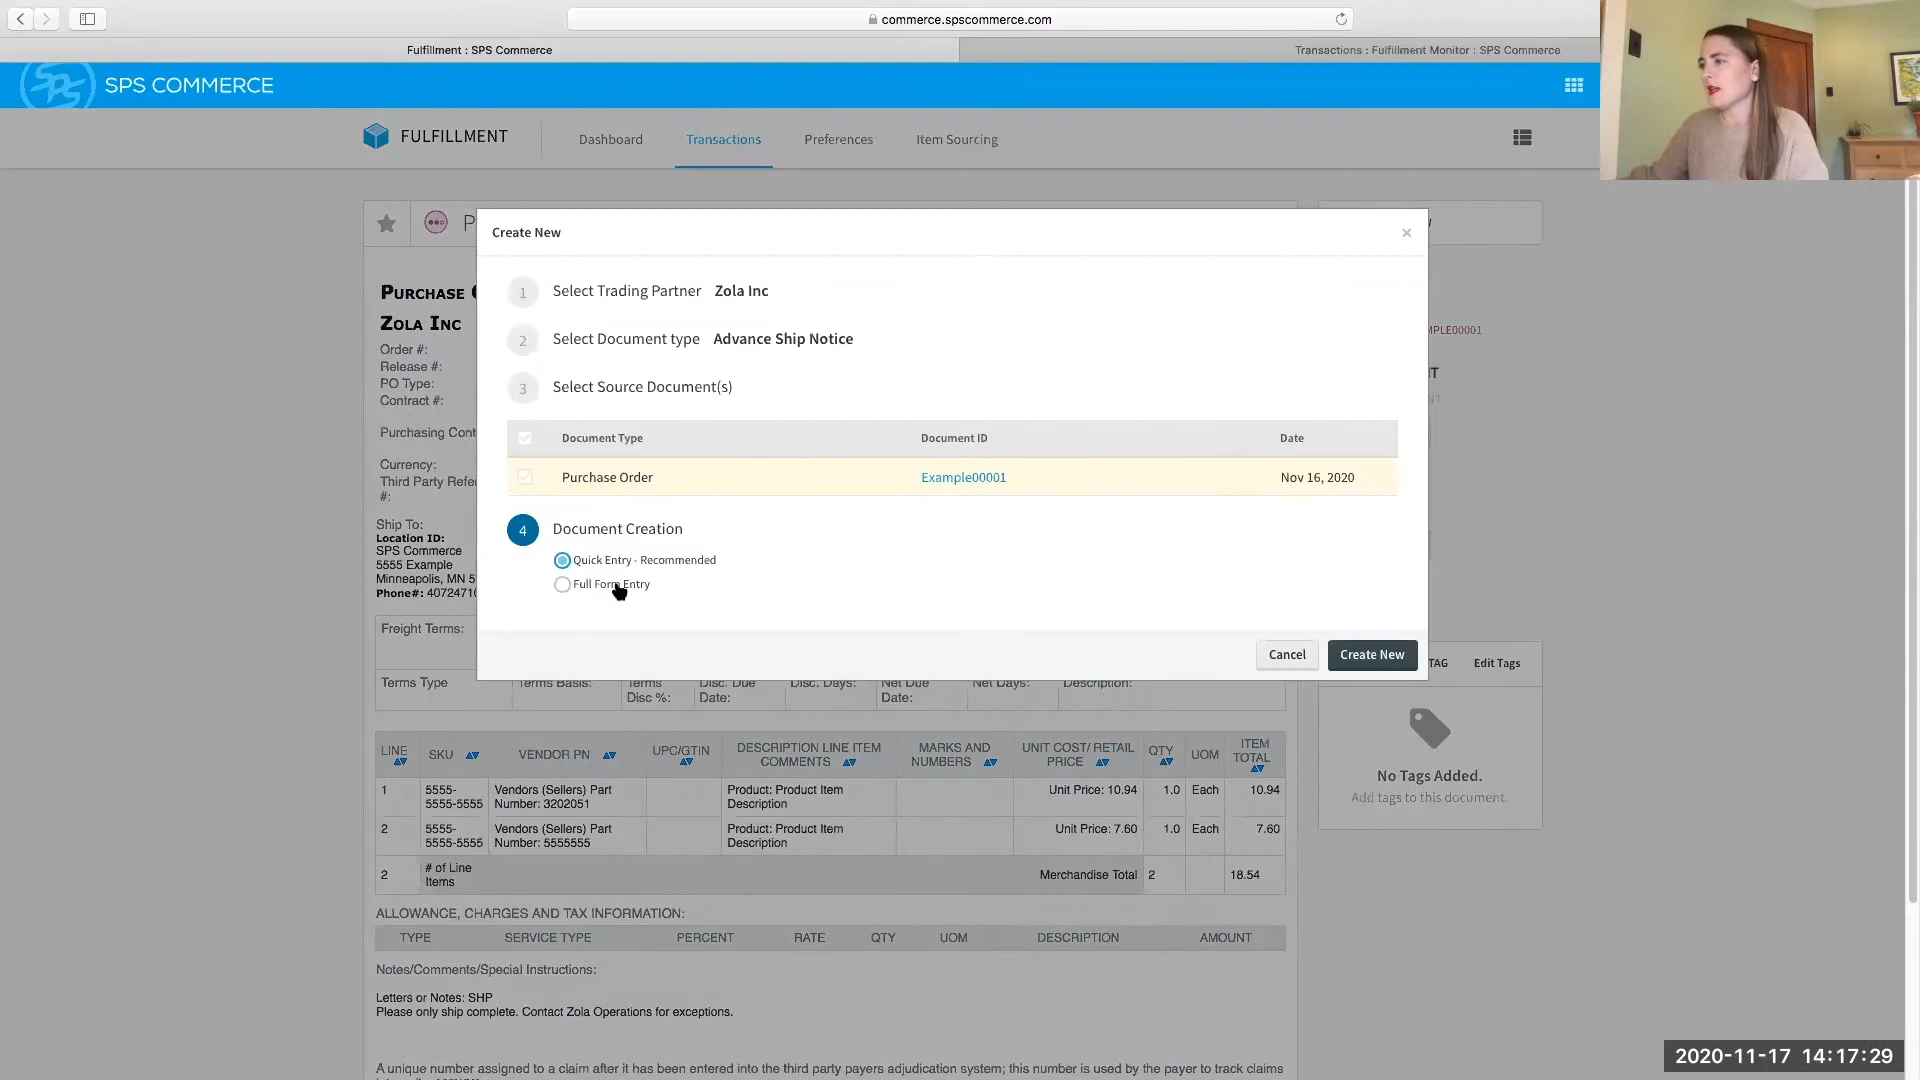 commerce.spscommerce.com
Fulfillment : SPS Commerce
Transactions : Fulfillment Monitor : SPS Commerce
SPS COMMERCE
FULFILLMENT
Dashboard
Transactions
Preferences
Item Sourcing
Create New
×
1 Select Trading Partner Zola Inc
2 Select Document type Advance Ship Notice
3 Select Source Document(s)
Document Type Document ID Date
Purchase Order Example00001 Nov 16, 2020
4 Document Creation
Quick Entry - Recommended
Full Form Entry
Cancel
Create New
PURCHASE
ZOLA INC
Order #:
Release #:
PO Type:
Contract #:
Purchasing Cont
Currency:
Third Party Refe
#:
Ship To:
Location ID:
SPS Commerce
5555 Example
Minneapolis, MN 5
Phone#: 4072471
Freight Terms:
Terms Type
Terms Basis:
Terms Disc %:
Disc. Due Date:
Disc. Days:
Net Due Date:
Net Days:
Description:
MPLE00001
TAG
Edit Tags
No Tags Added.
Add tags to this document.
LINE SKU VENDOR PN UPC/GTIN DESCRIPTION LINE ITEM COMMENTS MARKS AND NUMBERS UNIT COST/ RETAIL PRICE QTY UOM ITEM TOTAL
1 5555-5555-5555 Vendors (Sellers) Part Number: 3202051 Product: Product Item Description Unit Price: 10.94 1.0 Each 10.94
2 5555-5555-5555 Vendors (Sellers) Part Number: 5555555 Product: Product Item Description Unit Price: 7.60 1.0 Each 7.60
2 # of Line Items Merchandise Total 2 18.54
ALLOWANCE, CHARGES AND TAX INFORMATION:
TYPE SERVICE TYPE PERCENT RATE QTY UOM DESCRIPTION AMOUNT
Notes/Comments/Special Instructions:
Letters or Notes: SHP
Please only ship complete. Contact Zola Operations for exceptions.
A unique number assigned to a claim after it has been entered into the third party payers adjudication system; this number is used by the payer to track claims
2020-11-17 14:17:29